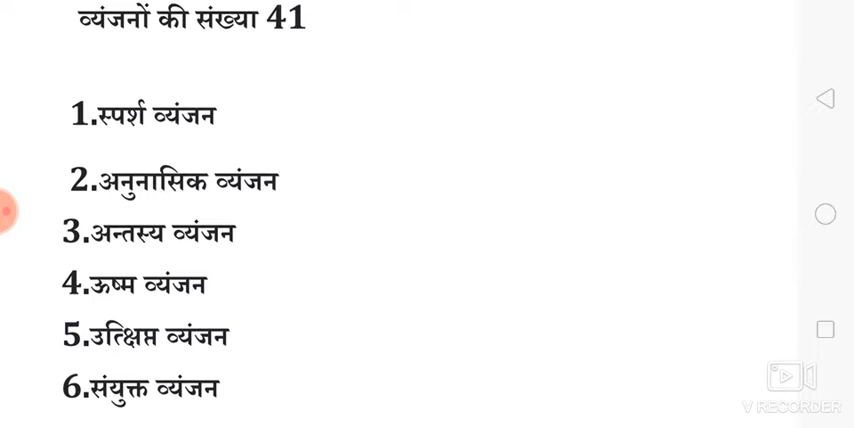 व्यंजनों की संख्या 41
1.स्पर्श व्यंजन
2.अनुनासिक व्यंजन
3.अन्तस्य व्यंजन
4.ऊष्म व्यंजन
5.उत्क्षिप्त व्यंजन
6.संयुक्त व्यंजन
V RECORDER